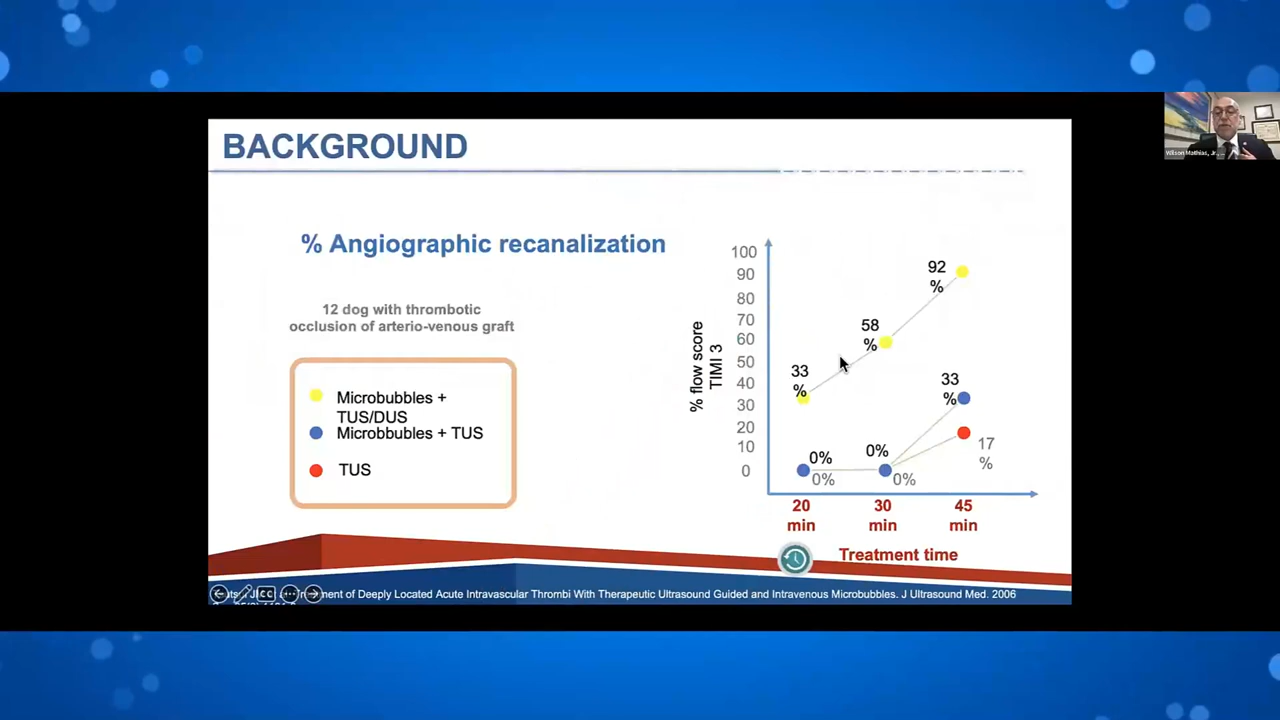 BACKGROUND
% Angiographic recanalization
12 dog with thrombotic
occlusion of arterio-venous graft
Microbubbles +
TUS/DUS
Microbbubles + TUS
TUS
% flow score
TIMI 3
100
90
80
70
60
50
40
30
20
10
0
33
%
58
%
92
%
0%
0%
0%
0%
33
%
17
%
20
min
30
min
45
min
Treatment time
of Deeply Located Acute Intravascular Thrombi With Therapeutic Ultrasound Guided and Intravenous Microbubbles. J Ultrasound Med. 2006
Wilson Mathias, Jr.,